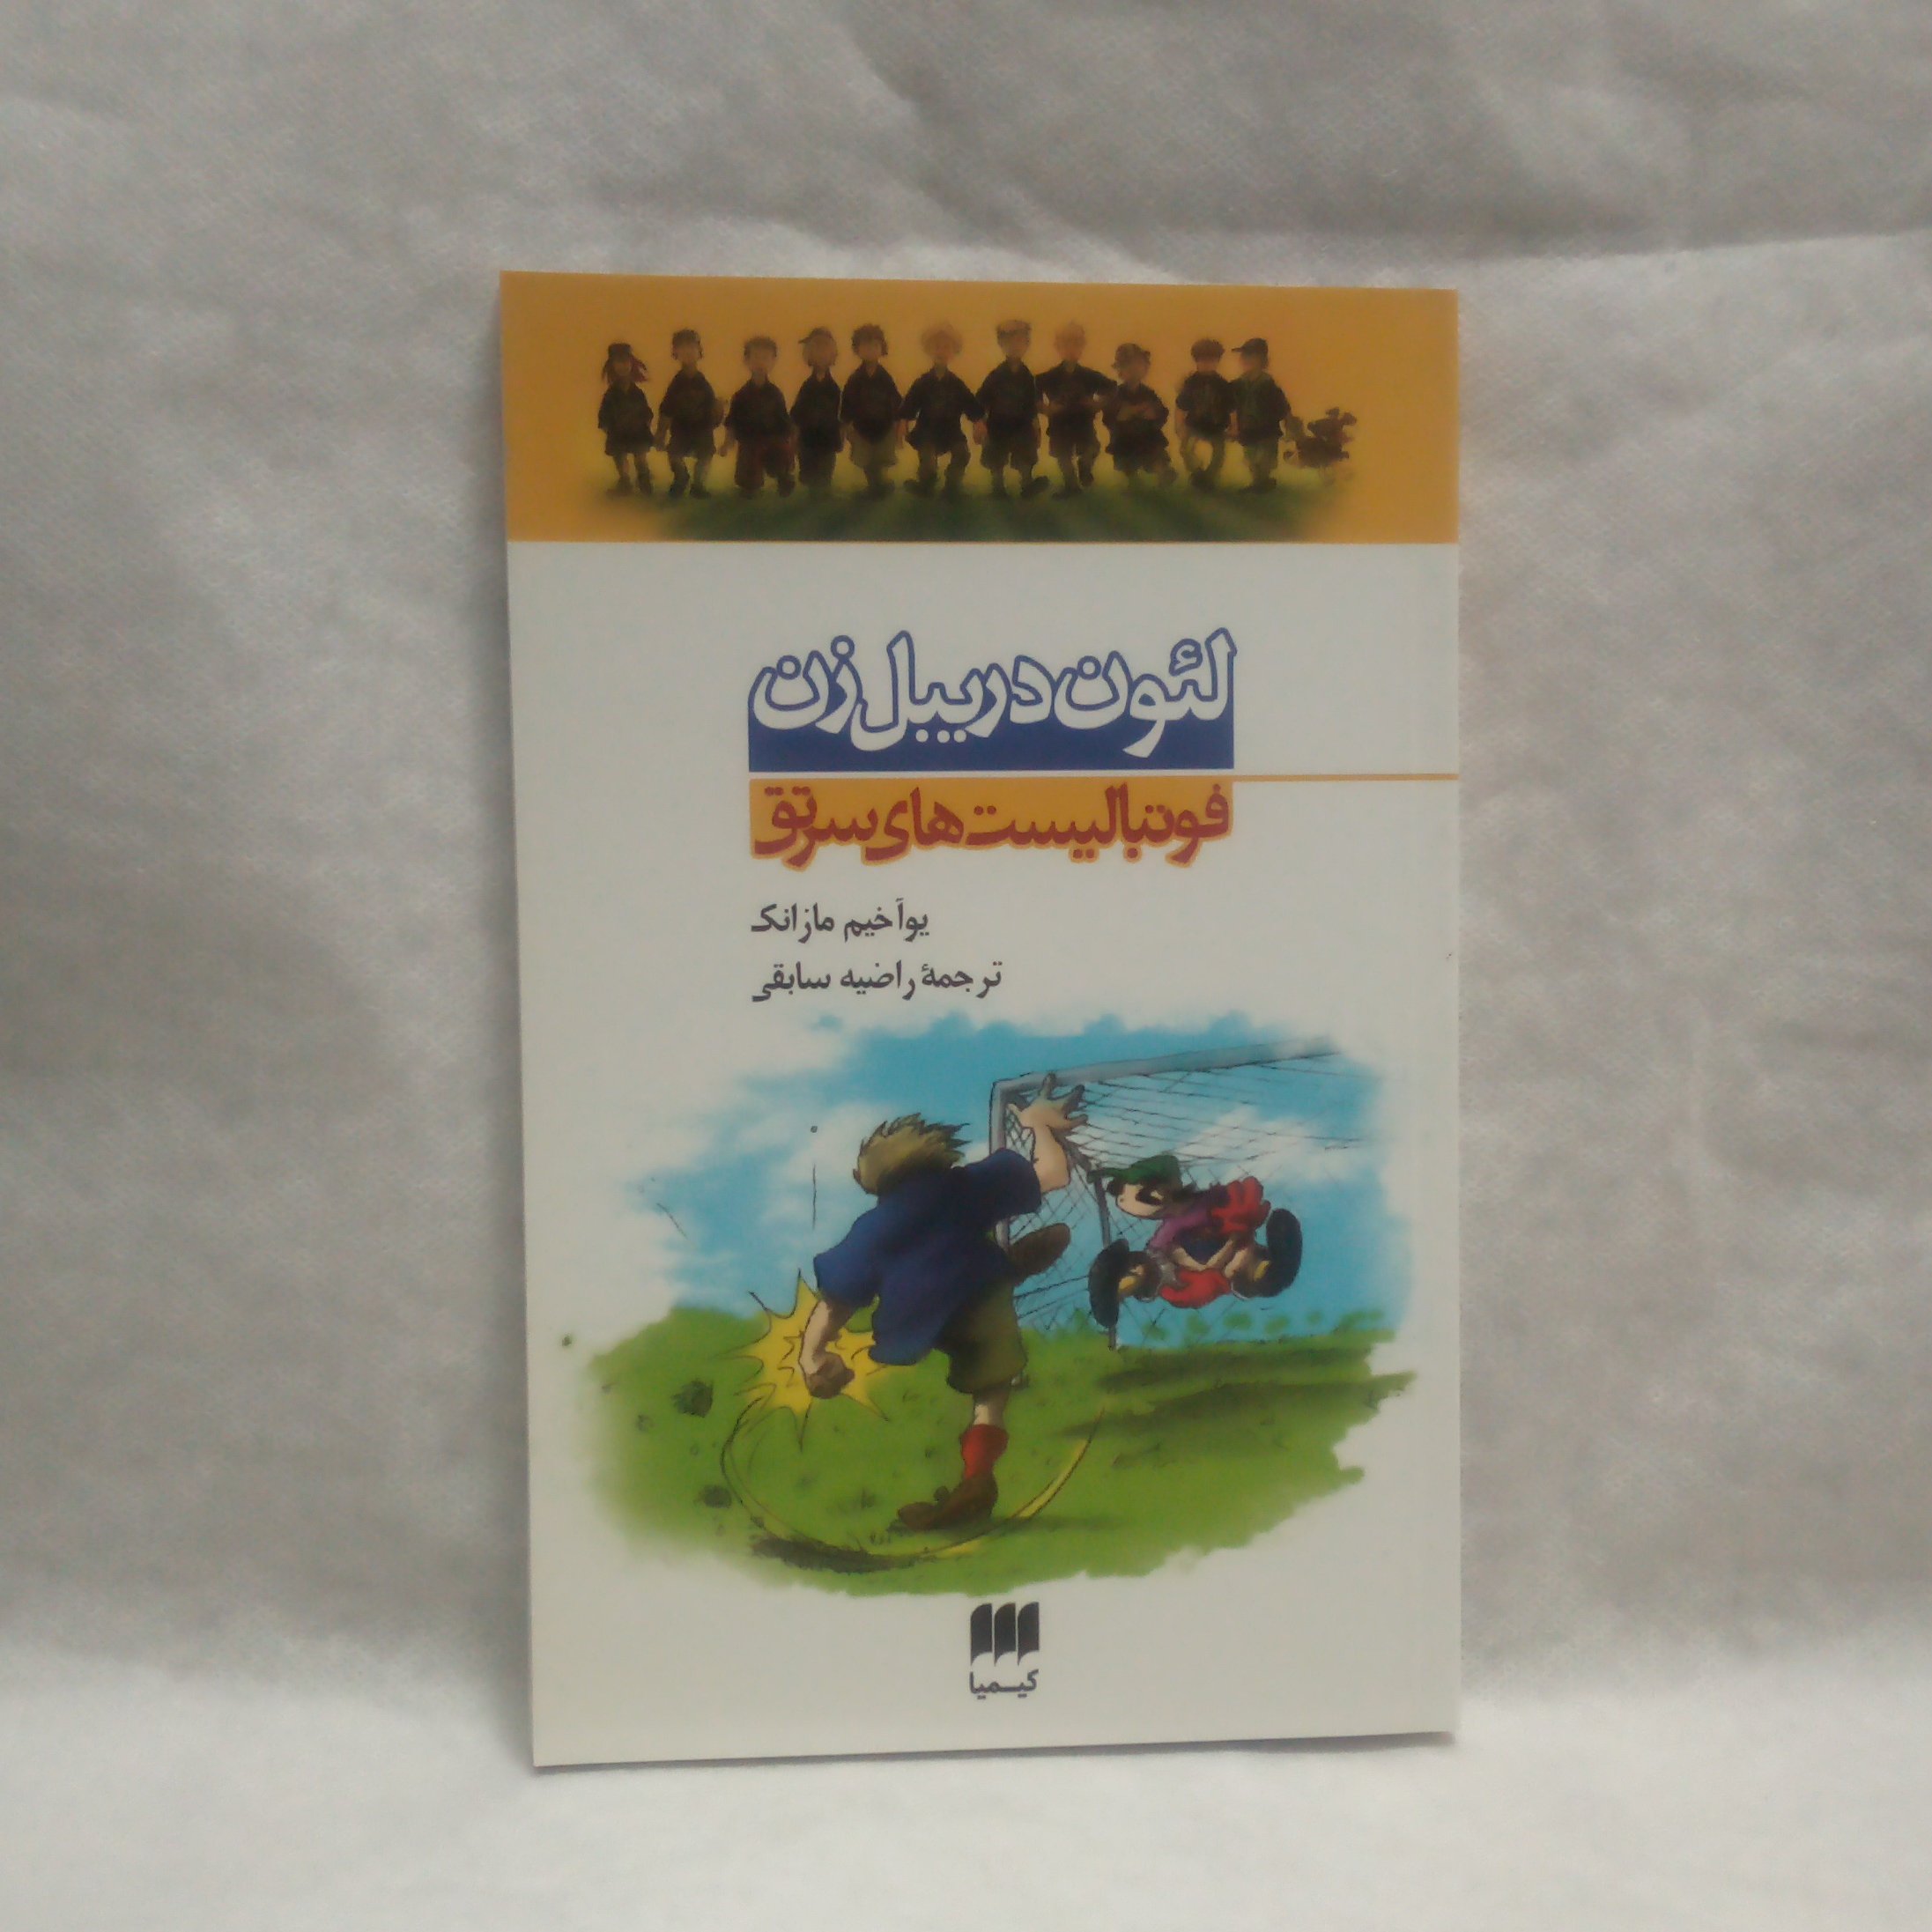 لئون دریبل زن
فوتبالیست‌های سرتق
یوآخیم مازانک
ترجمهٔ راضیه سابقی
کیمیا